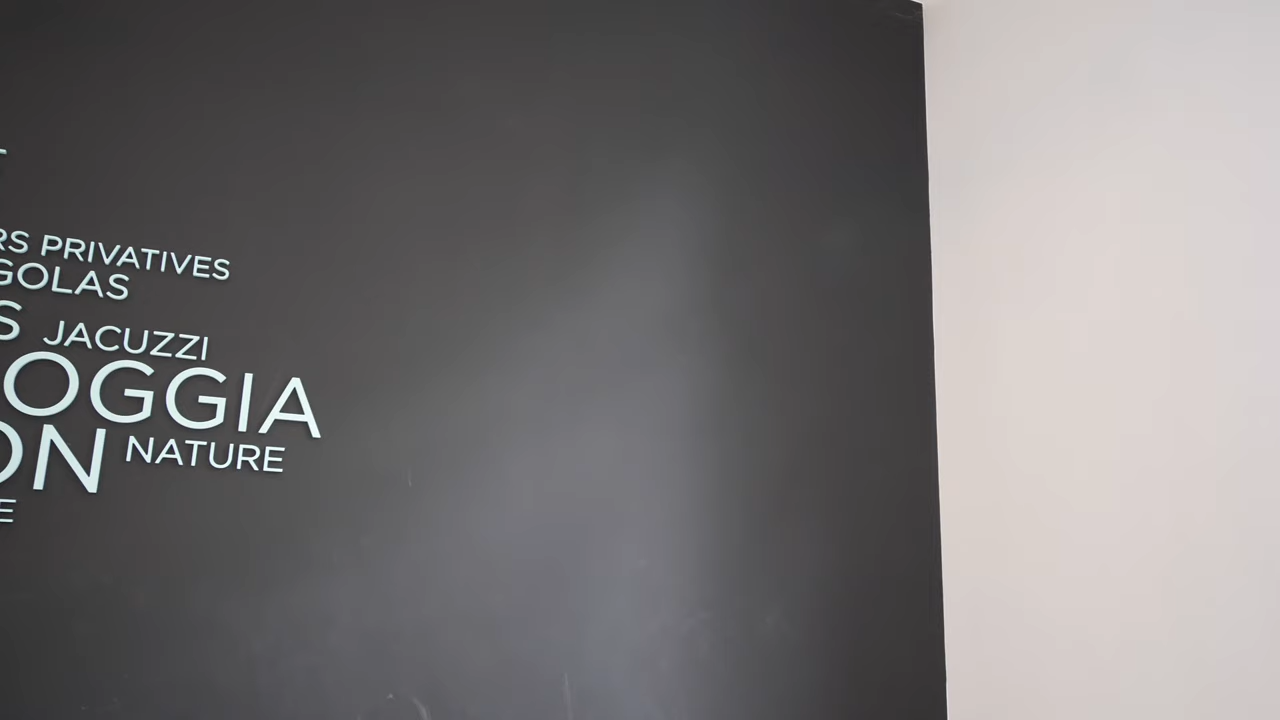 RS PRIVATIVES
GOLAS
S JACUZZI
OGGIA
ON NATURE
E